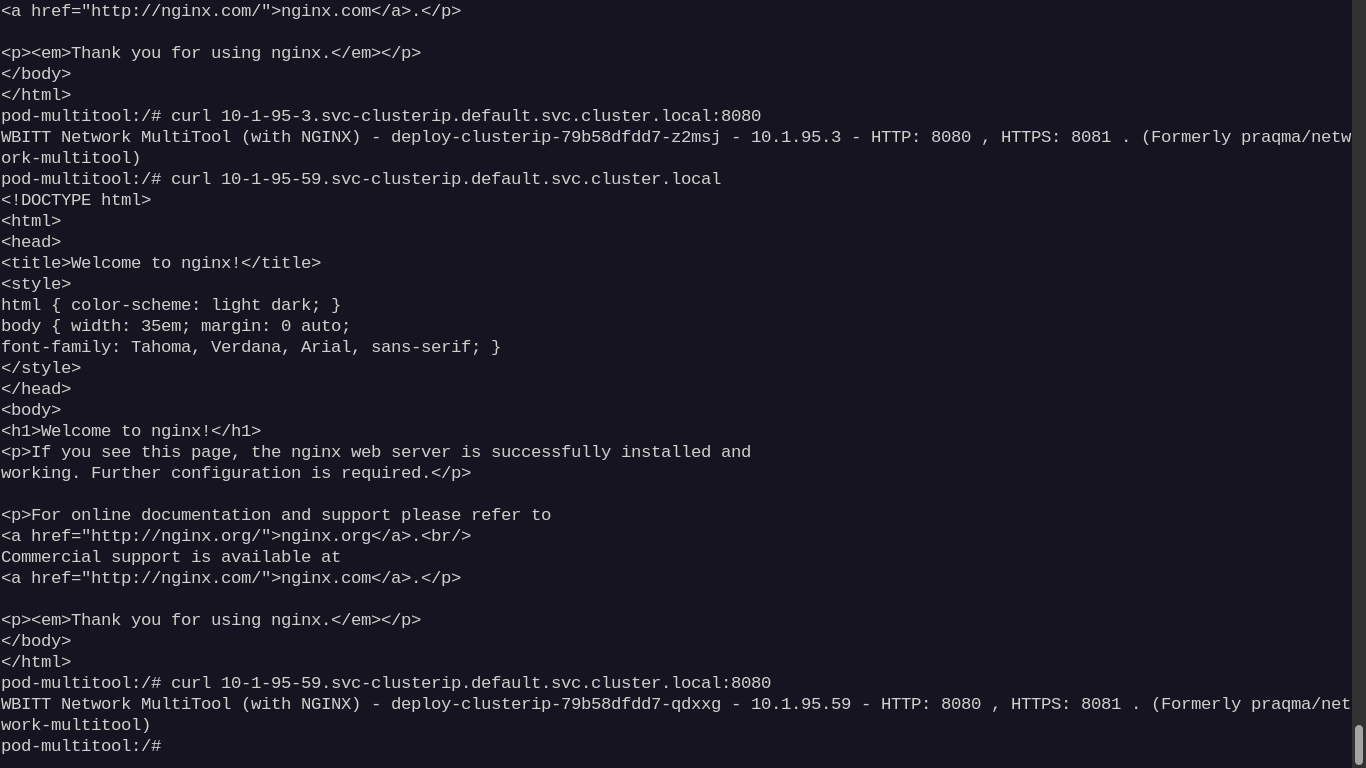 <a href="http://nginx.com/">nginx.com</a>.</p>

<p><em>Thank you for using nginx.</em></p>
</body>
</html>
pod-multitool:/# curl 10-1-95-3.svc-clusterip.default.svc.cluster.local:8080
WBITT Network MultiTool (with NGINX) - deploy-clusterip-79b58dfdd7-z2msj - 10.1.95.3 - HTTP: 8080 , HTTPS: 8081 . (Formerly praqma/netw
ork-multitool)
pod-multitool:/# curl 10-1-95-59.svc-clusterip.default.svc.cluster.local
<!DOCTYPE html>
<html>
<head>
<title>Welcome to nginx!</title>
<style>
html { color-scheme: light dark; }
body { width: 35em; margin: 0 auto;
font-family: Tahoma, Verdana, Arial, sans-serif; }
</style>
</head>
<body>
<h1>Welcome to nginx!</h1>
<p>If you see this page, the nginx web server is successfully installed and
working. Further configuration is required.</p>

<p>For online documentation and support please refer to
<a href="http://nginx.org/">nginx.org</a>.<br/>
Commercial support is available at
<a href="http://nginx.com/">nginx.com</a>.</p>

<p><em>Thank you for using nginx.</em></p>
</body>
</html>
pod-multitool:/# curl 10-1-95-59.svc-clusterip.default.svc.cluster.local:8080
WBITT Network MultiTool (with NGINX) - deploy-clusterip-79b58dfdd7-qdxxg - 10.1.95.59 - HTTP: 8080 , HTTPS: 8081 . (Formerly praqma/net
work-multitool)
pod-multitool:/#